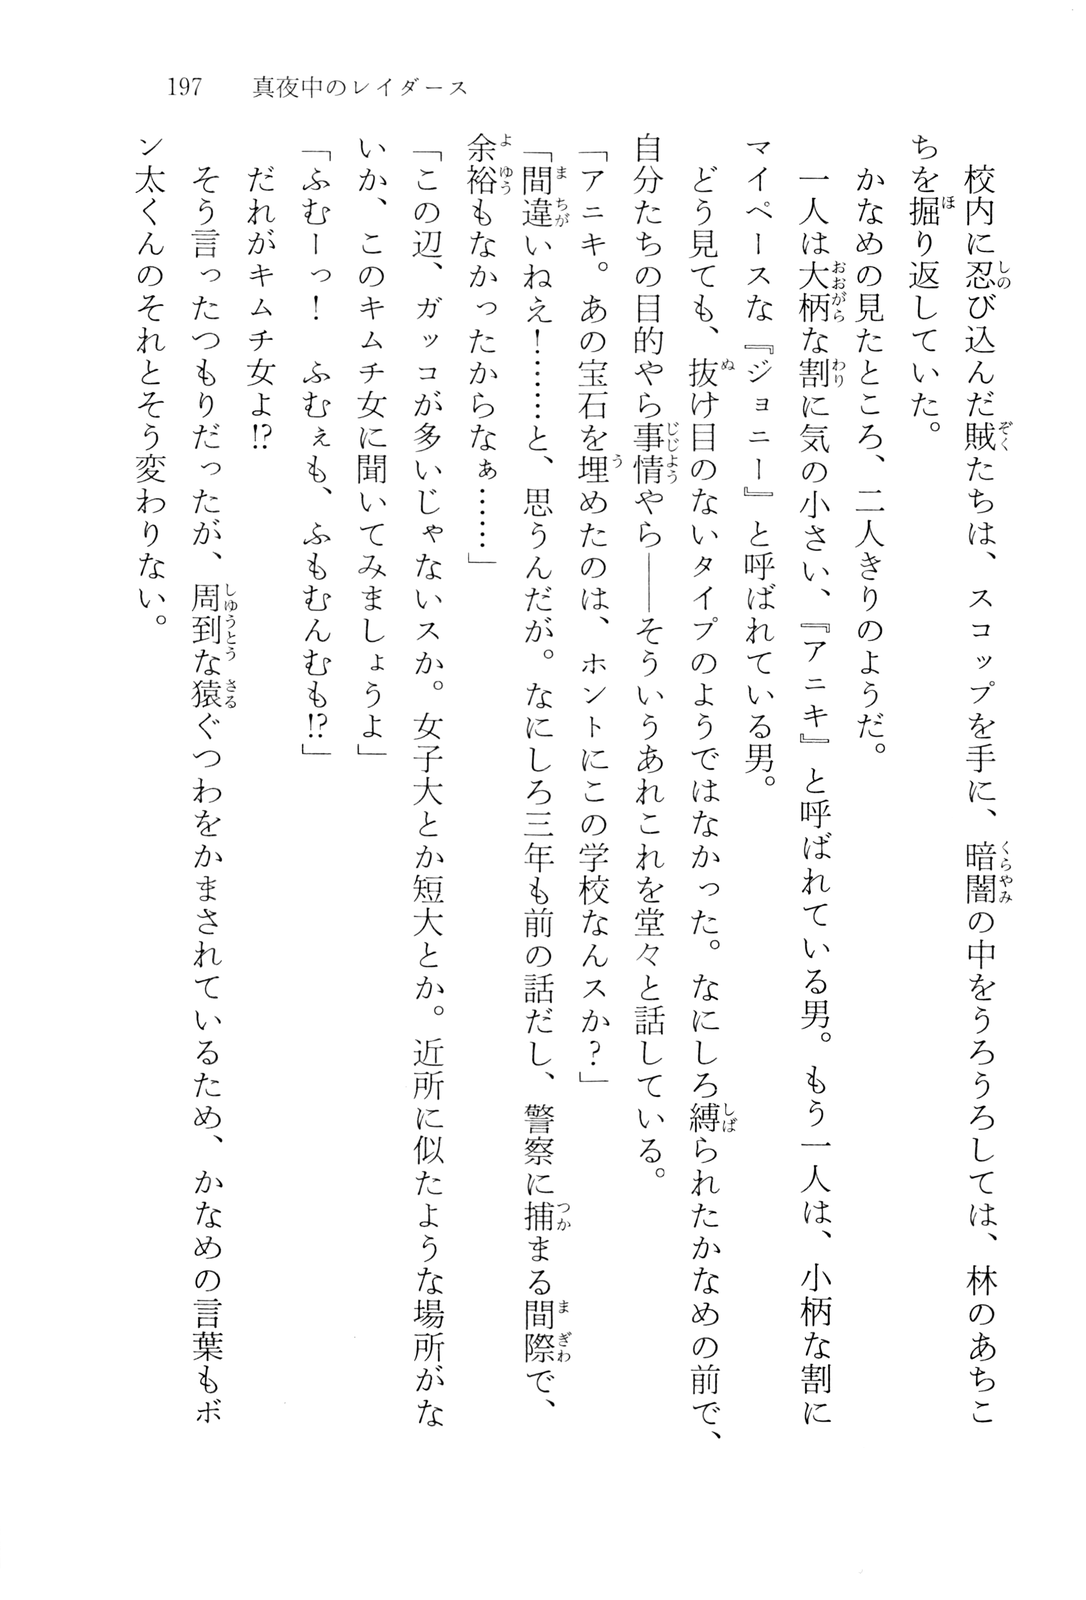 197　真夜中のレイダース
　校内に忍び込んだ賊たちは、スコップを手に、暗闇の中をうろうろしては、林のあちこ
ちを掘り返していた。
　かなめの見たところ、二人きりのようだ。
　一人は大柄な割に気の小さい、『アニキ』と呼ばれている男。もう一人は、小柄な割に
マイペースな『ジョニー』と呼ばれている男。
　どう見ても、抜け目のないタイプのようではなかった。なにしろ縛られたかなめの前で、
自分たちの目的やら事情やら――そういうあれこれを堂々と話している。
「アニキ。あの宝石を埋めたのは、ホントにこの学校なんスか？」
「間違いねえ！……と、思うんだが。なにしろ三年も前の話だし、警察に捕まる間際で、
余裕もなかったからなぁ……」
「この辺、ガッコが多いじゃないスか。女子大とか短大とか。近所に似たような場所がな
いか、このキムチ女に聞いてみましょうよ」
「ふむーっ！　ふむぇも、ふもむんむも!?」
　だれがキムチ女よ!?
　そう言ったつもりだったが、周到な猿ぐつわをかまされているため、かなめの言葉もボ
ン太くんのそれとそう変わりない。